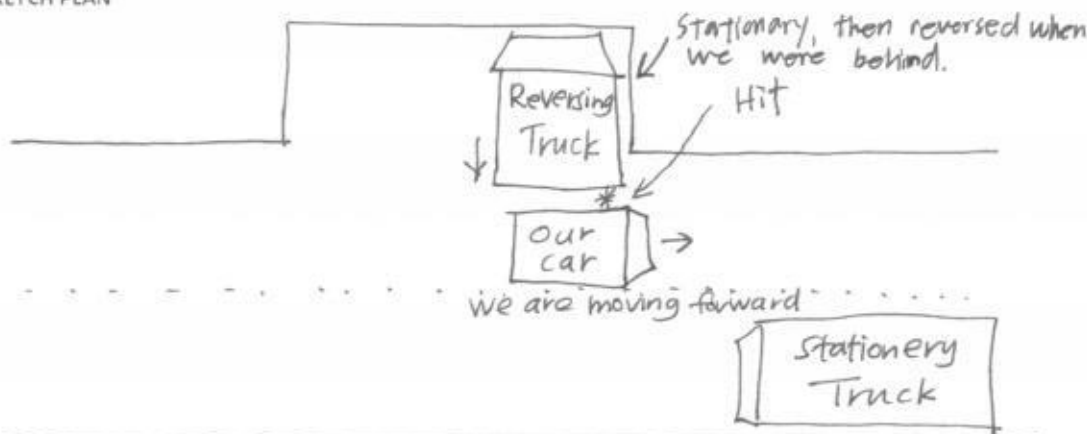 Stationary, then reversed when
we were behind.
Reversing
Truck
Hit
our
car
we are moving forward
Stationery
Truck